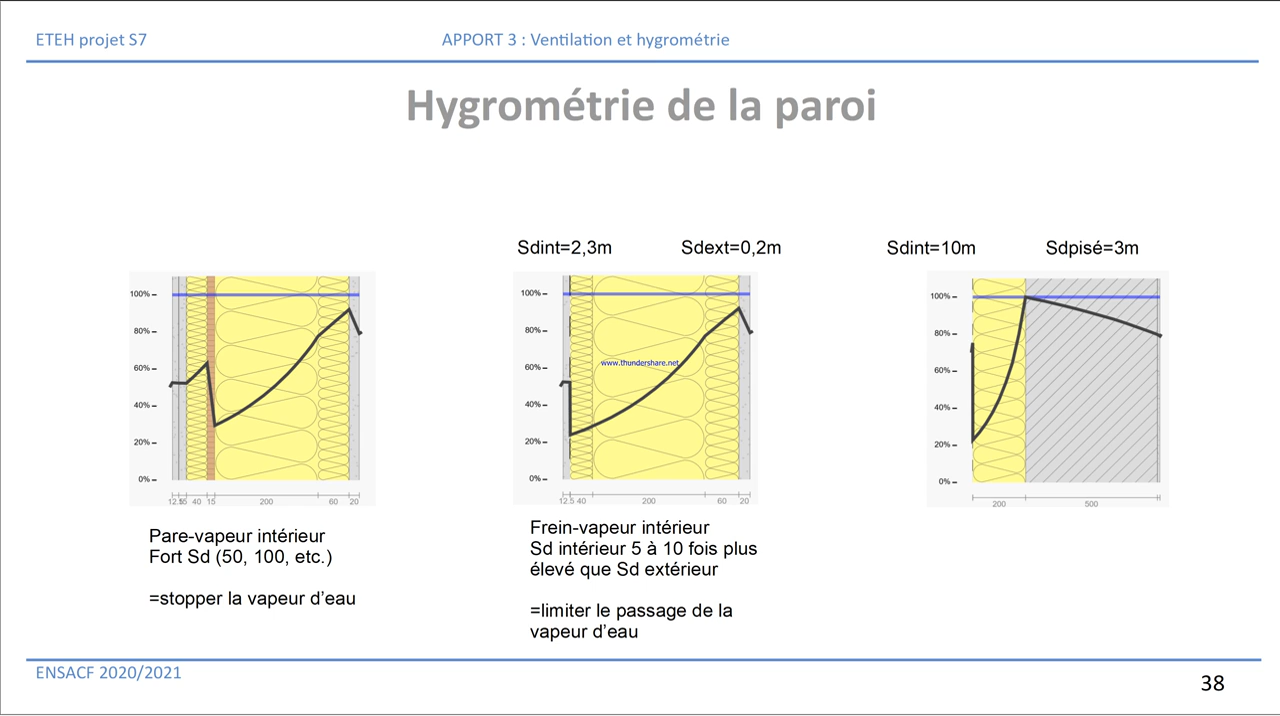 ETEH projet S7
APPORT 3 : Ventilation et hygrométrie
Hygrométrie de la paroi
Sdint=2,3m
Sdext=0,2m
Sdint=10m
Sdpisé=3m
100%
80%
60%
40%
20%
0%
40 15 200 60 20
100%
80%
60%
40%
20%
0%
www.thundershare.net
12.5 40 200 60 20
100%
80%
60%
40%
20%
0%
200 500
Pare-vapeur intérieur
Fort Sd (50, 100, etc.)
=stopper la vapeur d’eau
Frein-vapeur intérieur
Sd intérieur 5 à 10 fois plus
élevé que Sd extérieur
=limiter le passage de la
vapeur d’eau
ENSACF 2020/2021
38